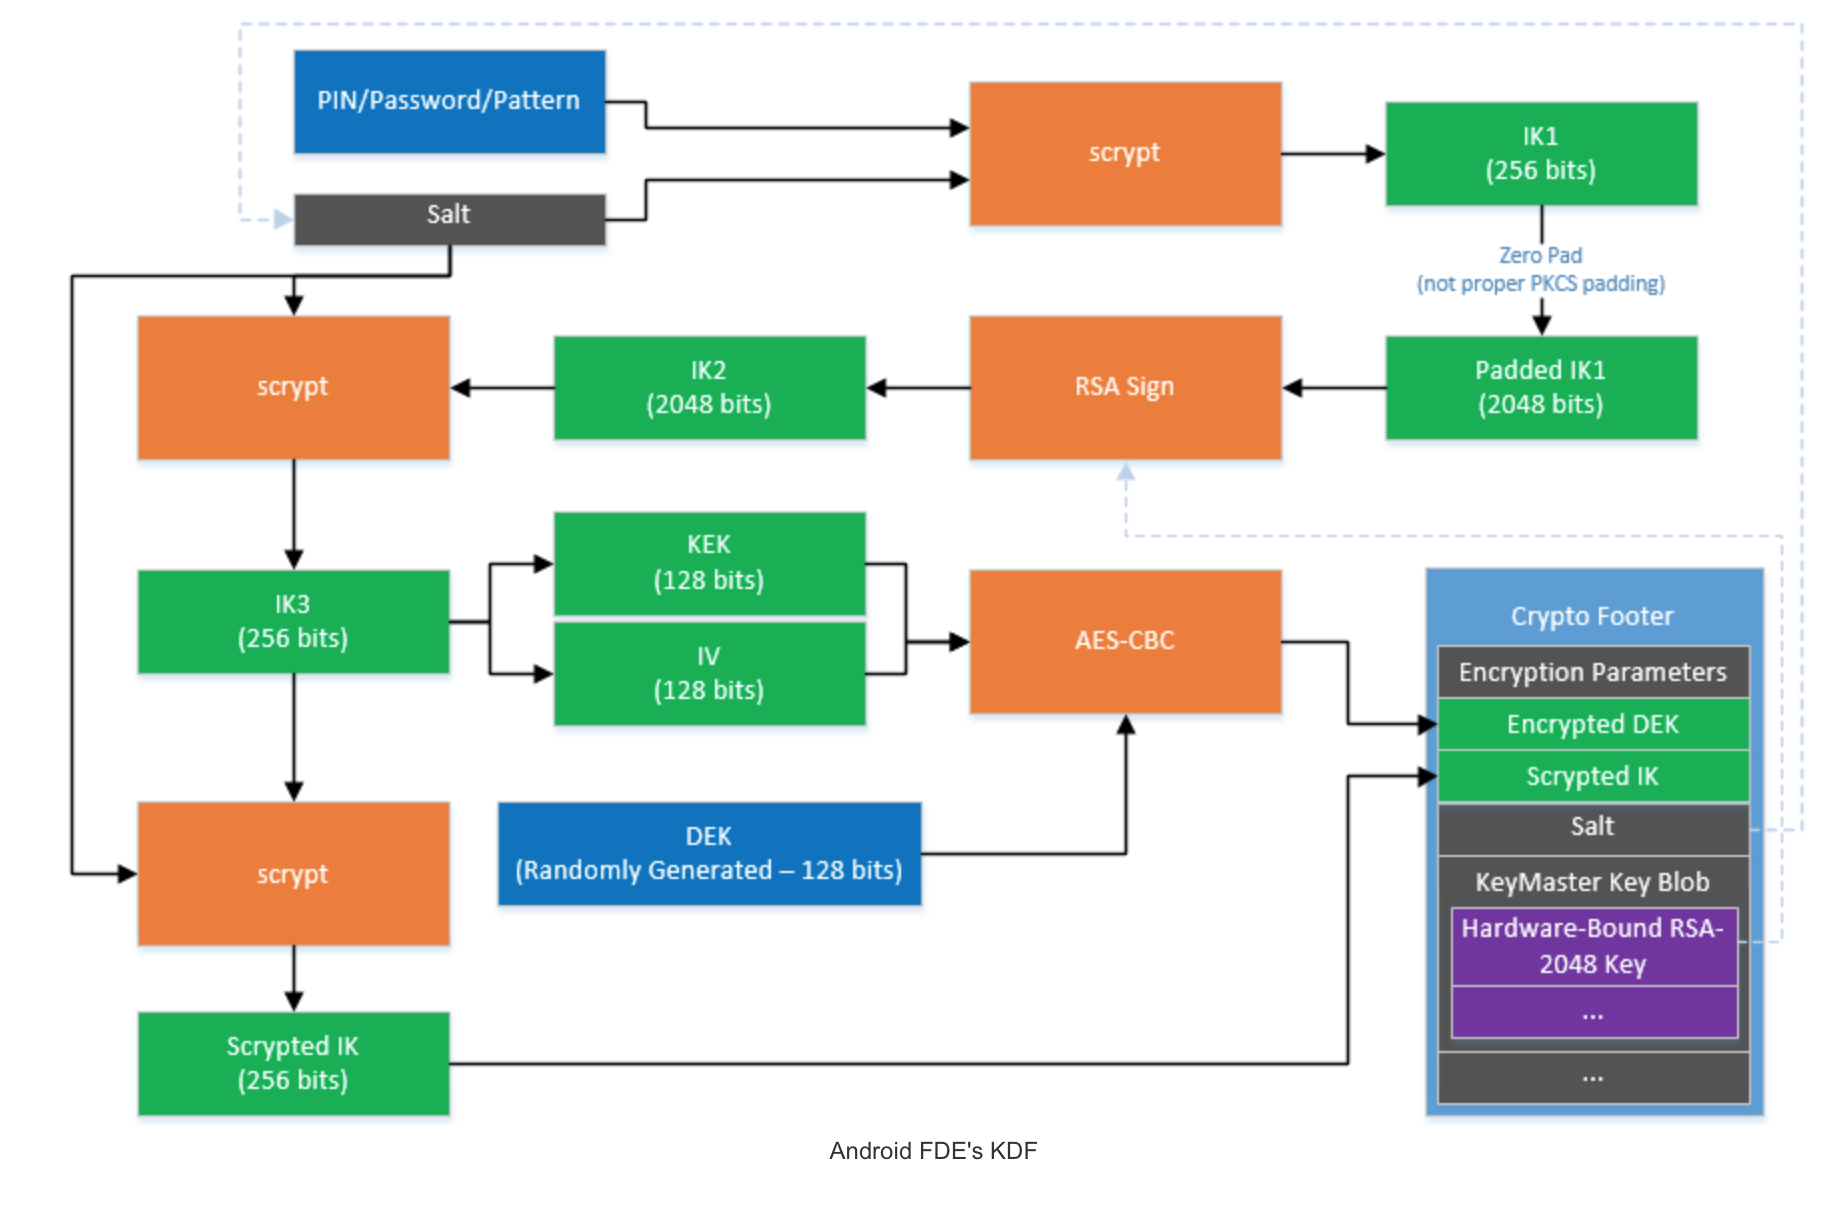 PIN/Password/Pattern
Salt
scrypt
IK1
(256 bits)
Zero Pad
(not proper PKCS padding)
scrypt
IK2
(2048 bits)
RSA Sign
Padded IK1
(2048 bits)
IK3
(256 bits)
KEK
(128 bits)
IV
(128 bits)
AES-CBC
Crypto Footer
Encryption Parameters
Encrypted DEK
Scrypted IK
Salt
KeyMaster Key Blob
Hardware-Bound RSA-
2048 Key
...
...
scrypt
DEK
(Randomly Generated – 128 bits)
Scrypted IK
(256 bits)
Android FDE's KDF